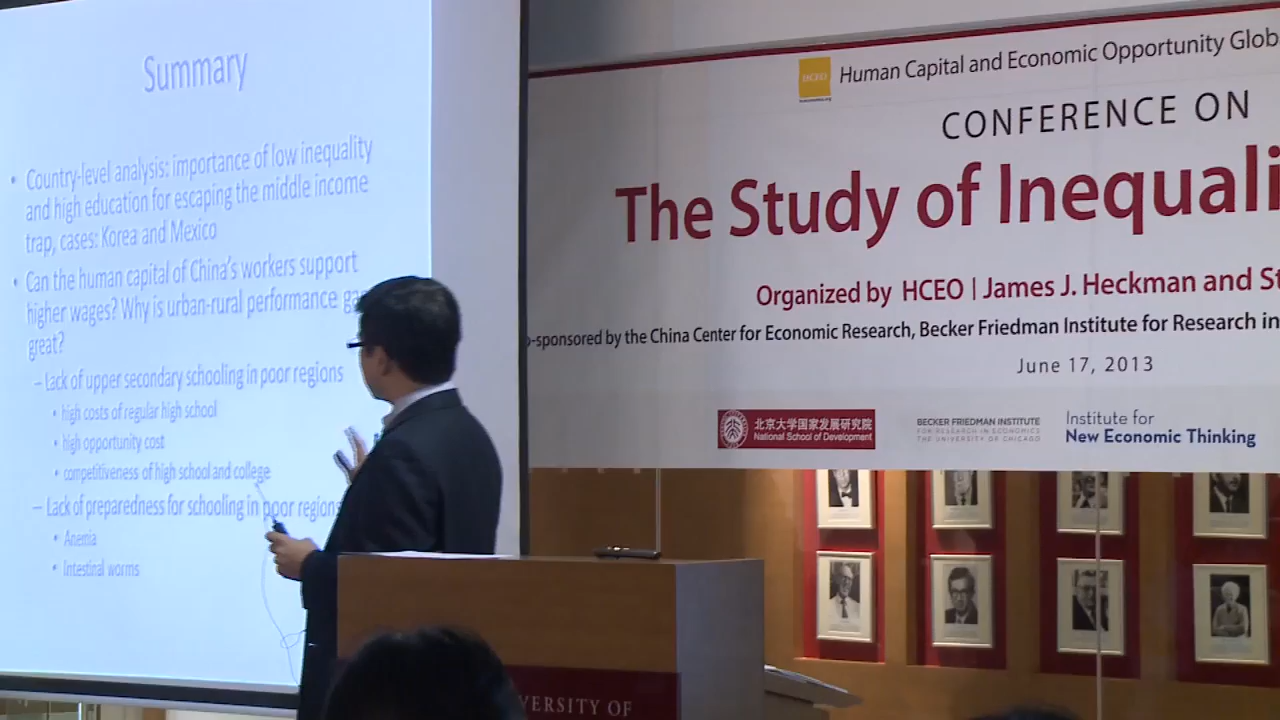 Summary
• Country-level analysis: importance of low inequality
and high education for escaping the middle income
trap, cases: Korea and Mexico
• Can the human capital of China's workers support
higher wages? Why is urban-rural performance
great?
– Lack of upper secondary schooling in poor regions
• high costs of regular high school
• high opportunity cost
• competitiveness of high school and college
– Lack of preparedness for schooling in poor region
• Anemia
• Intestinal worms
HCEO
Human Capital and Economic Opportunity Glob
CONFERENCE ON
The Study of Inequali
Organized by HCEO | James J. Heckman and St
-sponsored by the China Center for Economic Research, Becker Friedman Institute for Research in
June 17, 2013
北京大学国家发展研究院
National School of Development
BECKER FRIEDMAN INSTITUTE
FOR RESEARCH IN ECONOMICS
THE UNIVERSITY OF CHICAGO
Institute for
New Economic Thinking
VERSITY OF